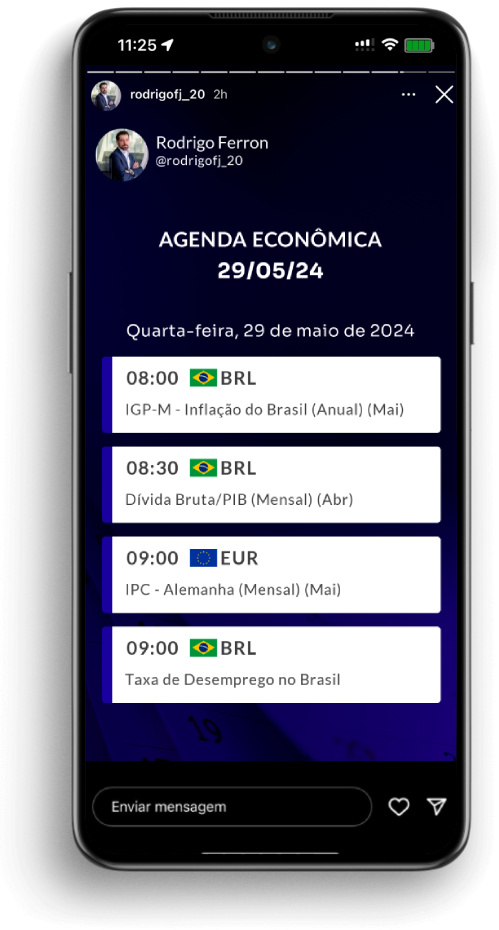 11:25
rodrigofj_20 2h
Rodrigo Ferron
@rodrigofj_20
AGENDA ECONÔMICA
29/05/24
Quarta-feira, 29 de maio de 2024
08:00 BRL
IGP-M - Inflação do Brasil (Anual) (Mai)
08:30 BRL
Dívida Bruta/PIB (Mensal) (Abr)
09:00 EUR
IPC - Alemanha (Mensal) (Mai)
09:00 BRL
Taxa de Desemprego no Brasil
19
Enviar mensagem